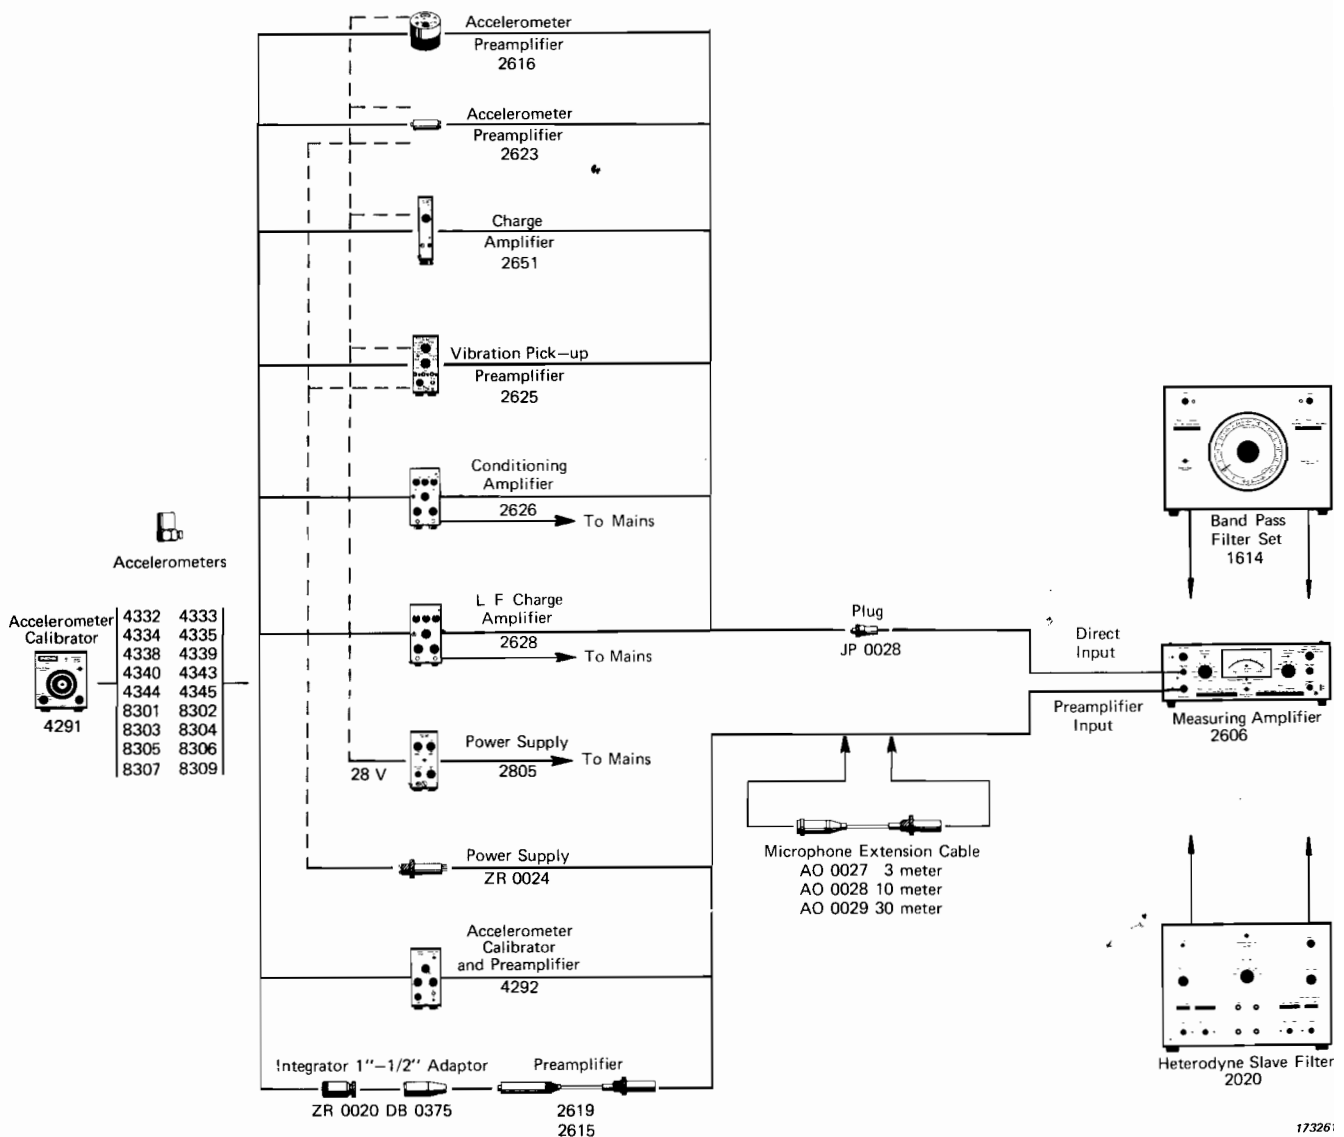 Accelerometer
Preamplifier
2616
Accelerometer
Preamplifier
2623
Charge
Amplifier
2651
Vibration Pick–up
Preamplifier
2625
Conditioning
Amplifier
2626
To Mains
L F Charge
Amplifier
2628
To Mains
Power Supply
2805
To Mains
28 V
Power Supply
ZR 0024
Accelerometer
Calibrator
and Preamplifier
4292
Integrator 1"–1/2" Adaptor
ZR 0020 DB 0375
Preamplifier
2619
2615
Accelerometers
Accelerometer
Calibrator
4291
4332 4333
4334 4335
4338 4339
4340 4343
4344 4345
8301 8302
8303 8304
8305 8306
8307 8309
Plug
JP 0028
Direct
Input
Preamplifier
Input
Microphone Extension Cable
AO 0027 3 meter
AO 0028 10 meter
AO 0029 30 meter
Band Pass
Filter Set
1614
Measuring Amplifier
2606
Heterodyne Slave Filter
2020
173261